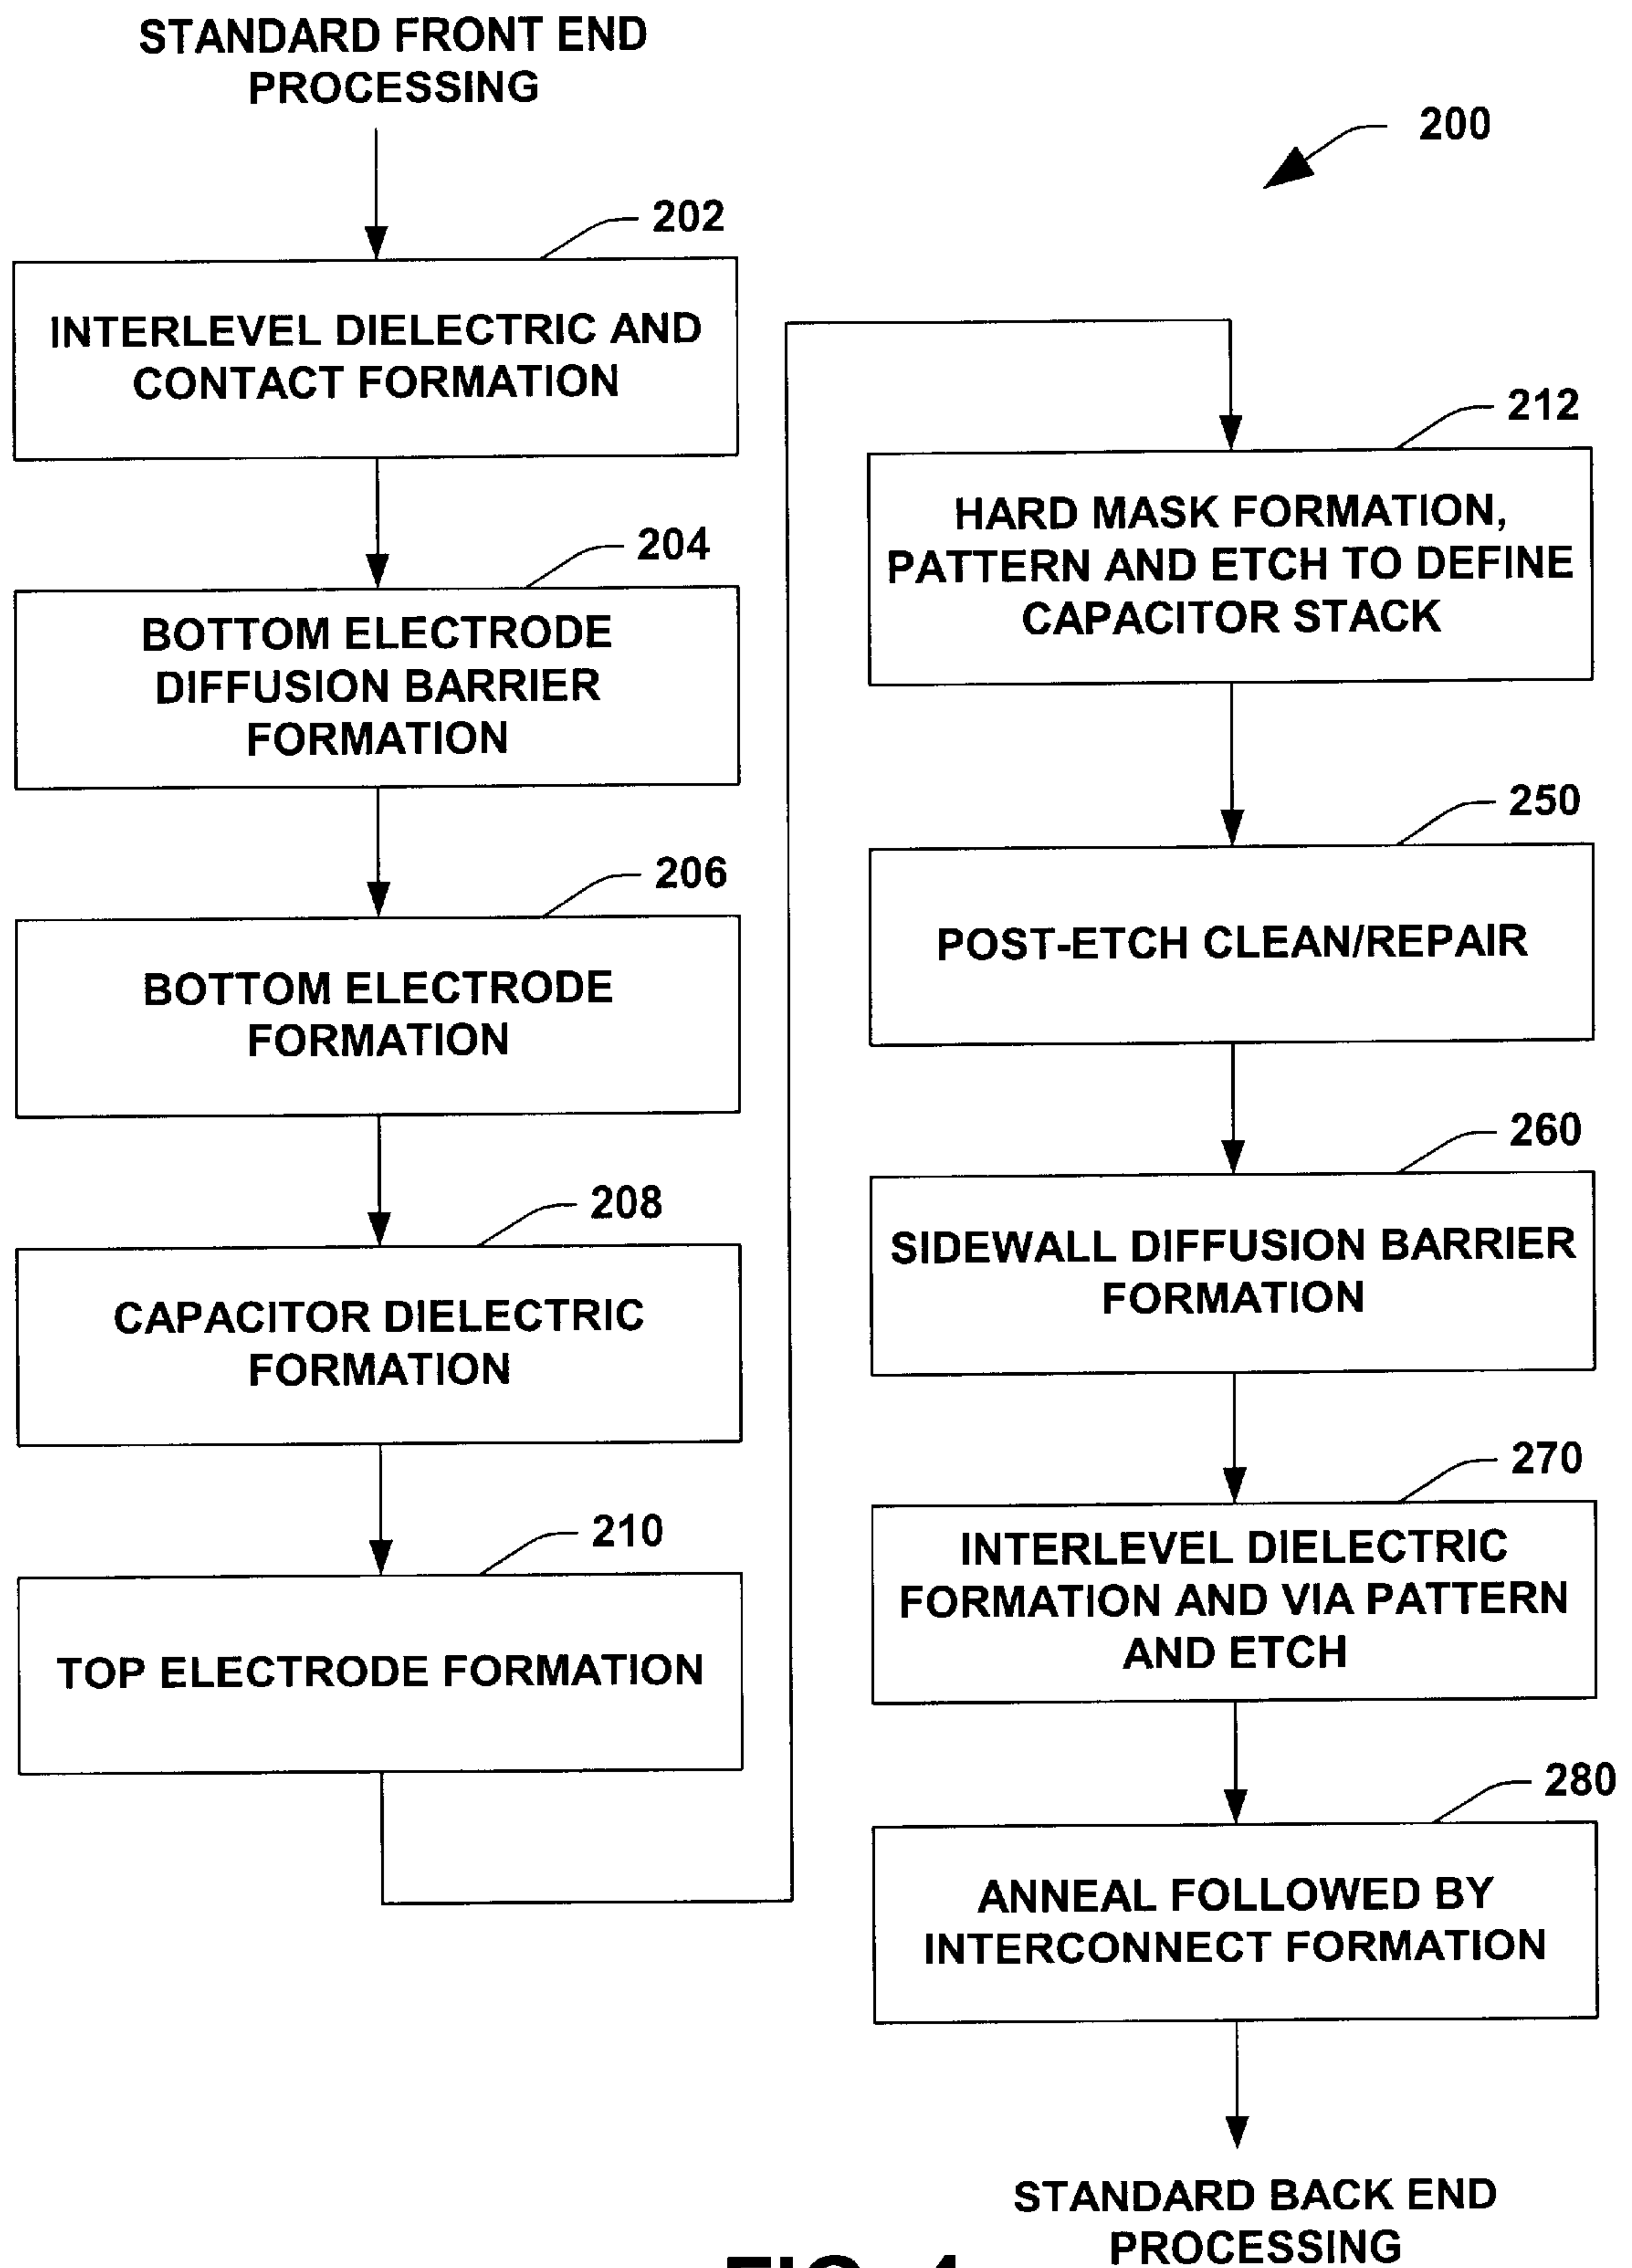 STANDARD FRONT END
PROCESSING
200
202
INTERLEVEL DIELECTRIC AND
CONTACT FORMATION
204
BOTTOM ELECTRODE
DIFFUSION BARRIER
FORMATION
206
BOTTOM ELECTRODE
FORMATION
208
CAPACITOR DIELECTRIC
FORMATION
210
TOP ELECTRODE FORMATION
212
HARD MASK FORMATION,
PATTERN AND ETCH TO DEFINE
CAPACITOR STACK
250
POST-ETCH CLEAN/REPAIR
260
SIDEWALL DIFFUSION BARRIER
FORMATION
270
INTERLEVEL DIELECTRIC
FORMATION AND VIA PATTERN
AND ETCH
280
ANNEAL FOLLOWED BY
INTERCONNECT FORMATION
STANDARD BACK END
PROCESSING